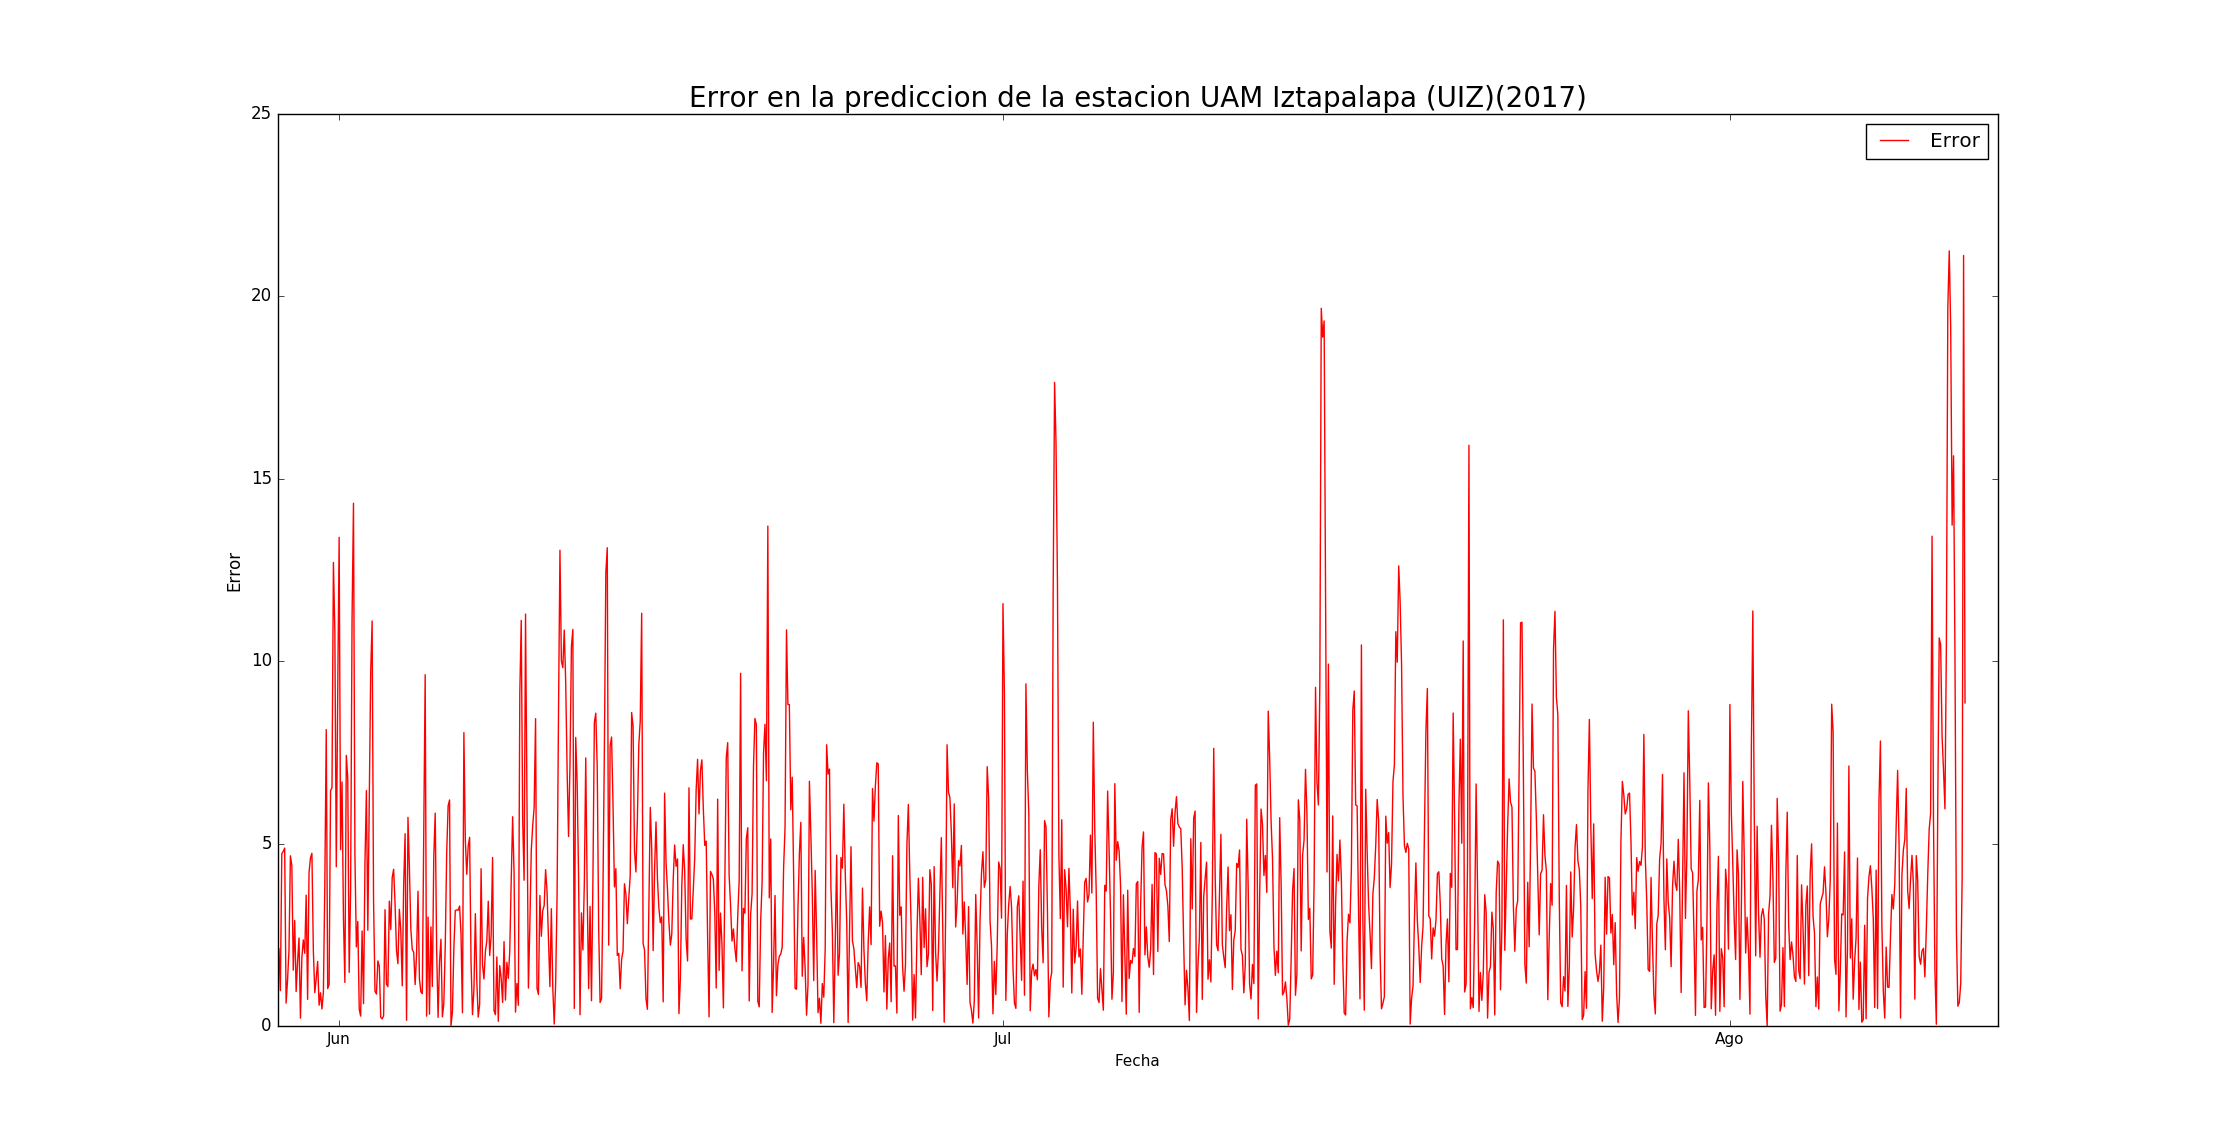 Error en la prediccion de la estacion UAM Iztapalapa (UIZ)(2017)
25
Error
20
15
Error
10
5
0
Jun
Jul
Ago
Fecha